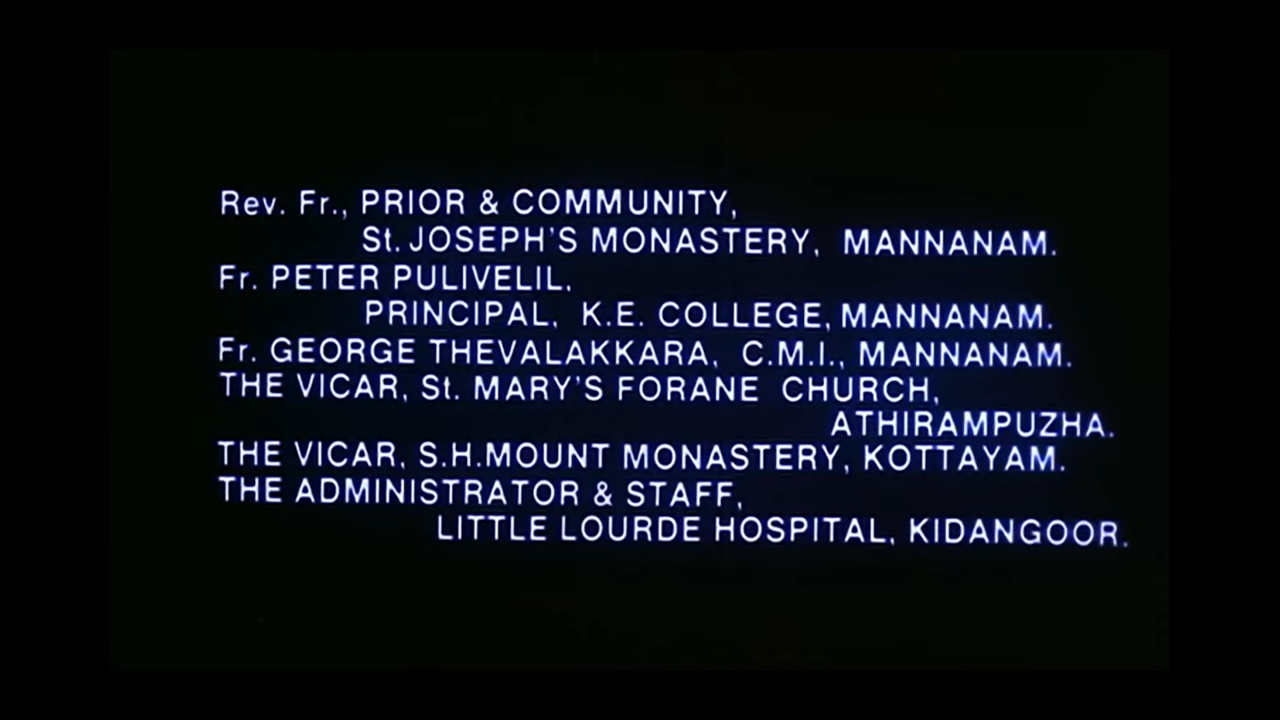 Rev. Fr., PRIOR & COMMUNITY,
St. JOSEPH'S MONASTERY, MANNANAM.
Fr. PETER PULIVELIL,
PRINCIPAL, K.E. COLLEGE, MANNANAM.
Fr. GEORGE THEVALAKKARA, C.M.I., MANNANAM.
THE VICAR, St. MARY'S FORANE CHURCH,
ATHIRAMPUZHA.
THE VICAR, S.H.MOUNT MONASTERY, KOTTAYAM.
THE ADMINISTRATOR & STAFF,
LITTLE LOURDE HOSPITAL, KIDANGOOR.